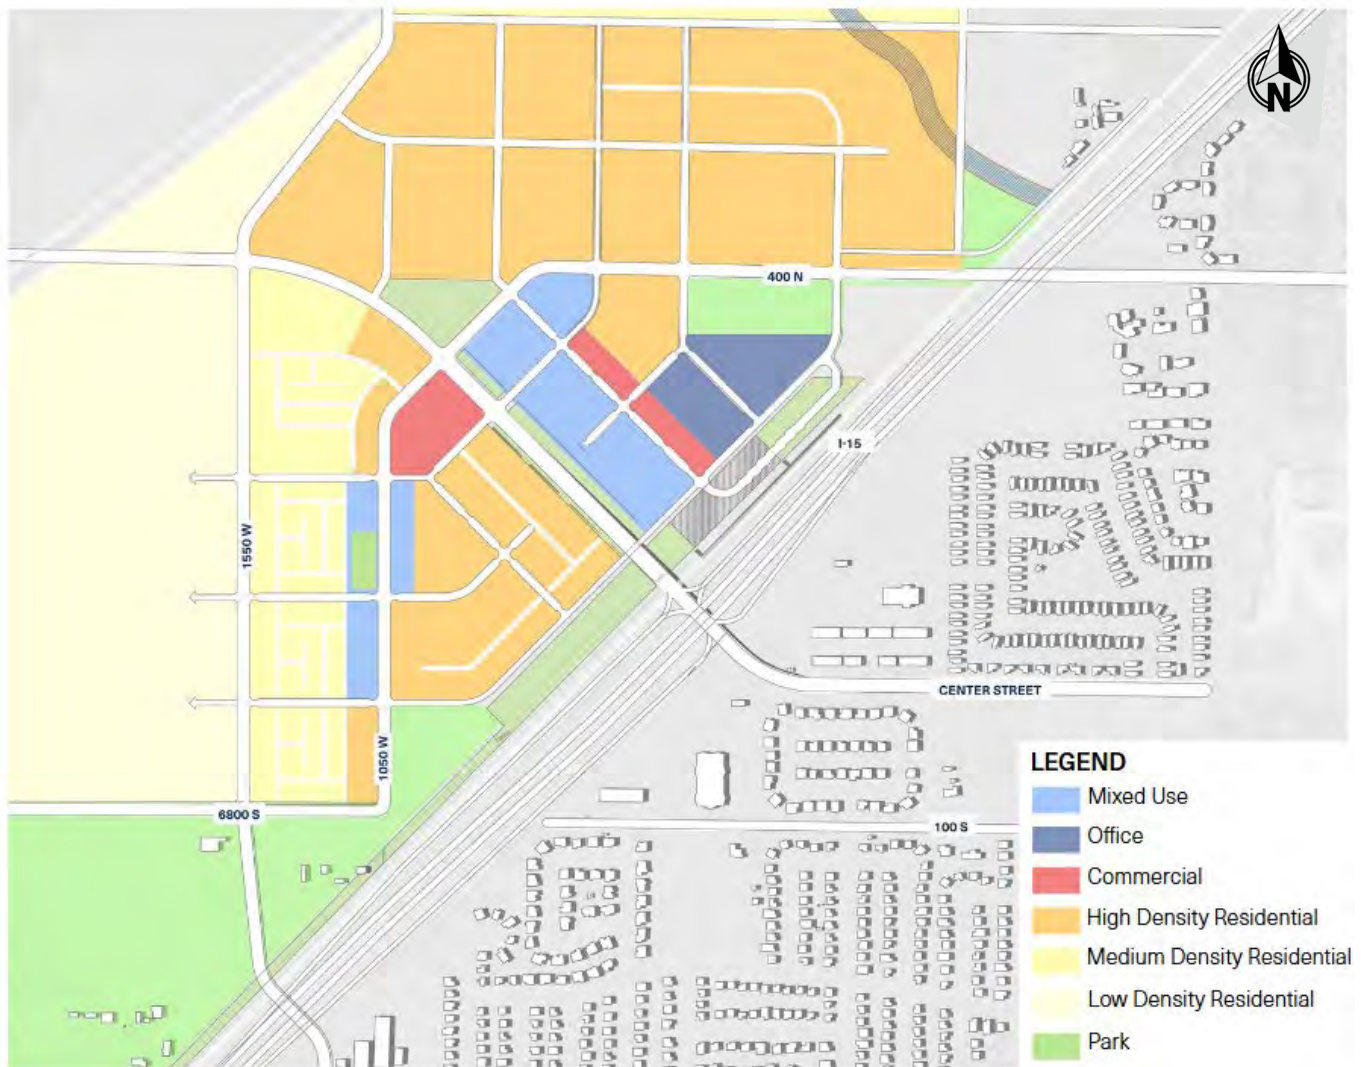 N
400 N
I-15
1550 W
CENTER STREET
1050 W
6800 S
100 S
LEGEND
Mixed Use
Office
Commercial
High Density Residential
Medium Density Residential
Low Density Residential
Park